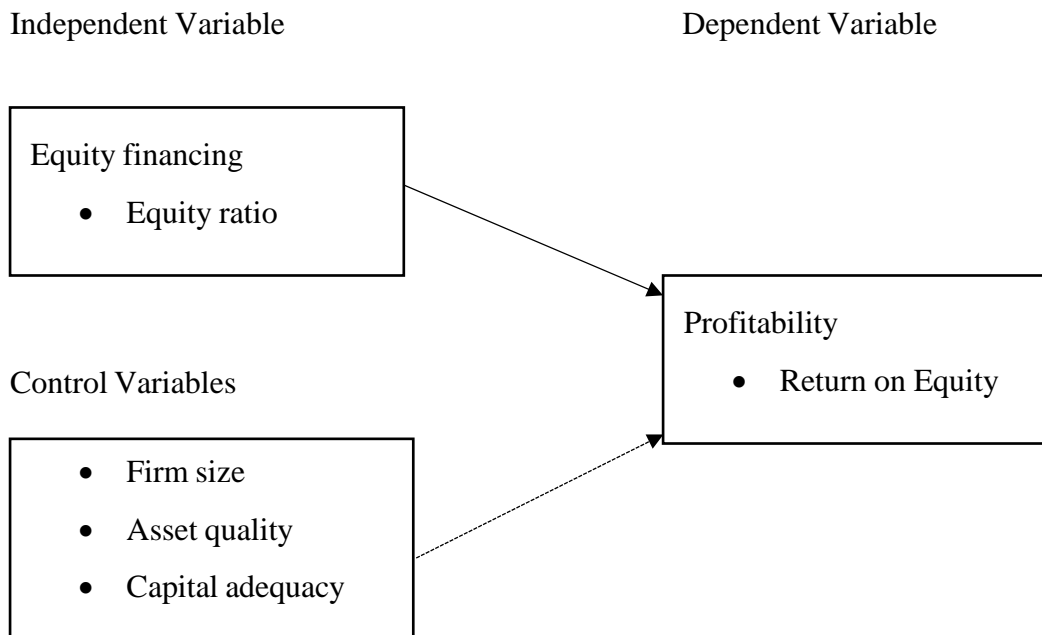 Independent Variable
Dependent Variable
Equity financing
• Equity ratio
Profitability
• Return on Equity
Control Variables
• Firm size
• Asset quality
• Capital adequacy